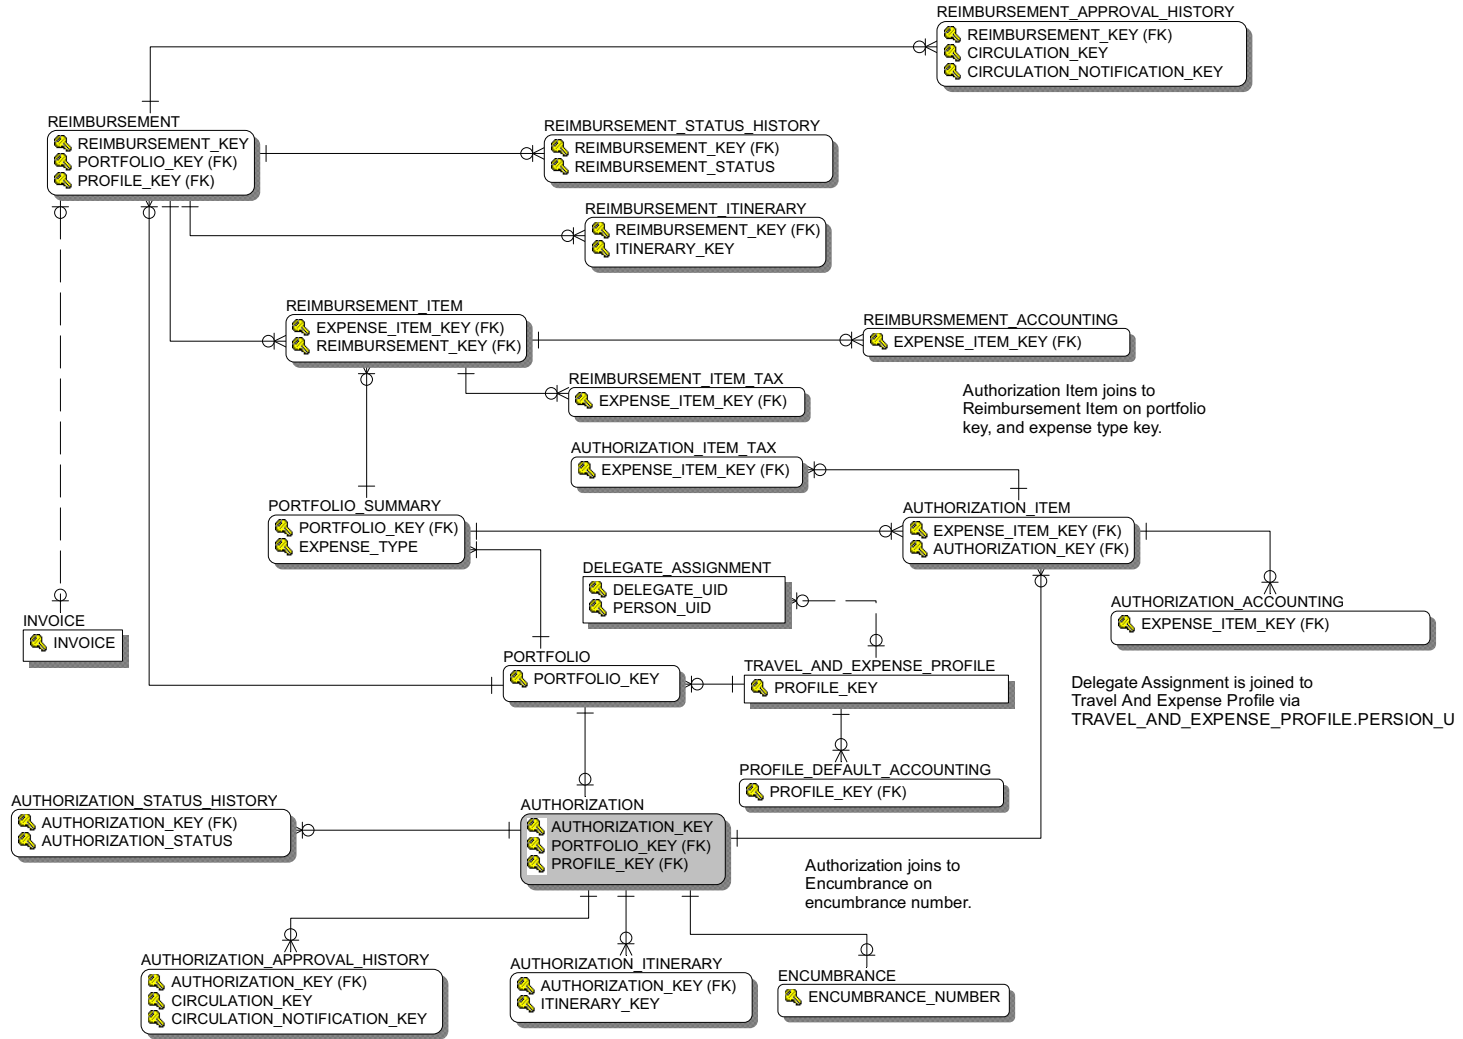 REIMBURSEMENT_APPROVAL_HISTORY
REIMBURSEMENT_KEY (FK)
CIRCULATION_KEY
CIRCULATION_NOTIFICATION_KEY
REIMBURSEMENT
REIMBURSEMENT_KEY
PORTFOLIO_KEY (FK)
PROFILE_KEY (FK)
REIMBURSEMENT_STATUS_HISTORY
REIMBURSEMENT_KEY (FK)
REIMBURSEMENT_STATUS
REIMBURSEMENT_ITINERARY
REIMBURSEMENT_KEY (FK)
ITINERARY_KEY
REIMBURSEMENT_ITEM
EXPENSE_ITEM_KEY (FK)
REIMBURSEMENT_KEY (FK)
REIMBURSMEMENT_ACCOUNTING
EXPENSE_ITEM_KEY (FK)
REIMBURSEMENT_ITEM_TAX
EXPENSE_ITEM_KEY (FK)
Authorization Item joins to
Reimbursement Item on portfolio
key, and expense type key.
AUTHORIZATION_ITEM_TAX
EXPENSE_ITEM_KEY (FK)
PORTFOLIO_SUMMARY
PORTFOLIO_KEY (FK)
EXPENSE_TYPE
AUTHORIZATION_ITEM
EXPENSE_ITEM_KEY (FK)
AUTHORIZATION_KEY (FK)
DELEGATE_ASSIGNMENT
DELEGATE_UID
PERSON_UID
AUTHORIZATION_ACCOUNTING
EXPENSE_ITEM_KEY (FK)
INVOICE
INVOICE
PORTFOLIO
PORTFOLIO_KEY
TRAVEL_AND_EXPENSE_PROFILE
PROFILE_KEY
Delegate Assignment is joined to
Travel And Expense Profile via
TRAVEL_AND_EXPENSE_PROFILE.PERSION_U
PROFILE_DEFAULT_ACCOUNTING
PROFILE_KEY (FK)
AUTHORIZATION_STATUS_HISTORY
AUTHORIZATION_KEY (FK)
AUTHORIZATION_STATUS
AUTHORIZATION
AUTHORIZATION_KEY
PORTFOLIO_KEY (FK)
PROFILE_KEY (FK)
Authorization joins to
Encumbrance on
encumbrance number.
AUTHORIZATION_APPROVAL_HISTORY
AUTHORIZATION_KEY (FK)
CIRCULATION_KEY
CIRCULATION_NOTIFICATION_KEY
AUTHORIZATION_ITINERARY
AUTHORIZATION_KEY (FK)
ITINERARY_KEY
ENCUMBRANCE
ENCUMBRANCE_NUMBER